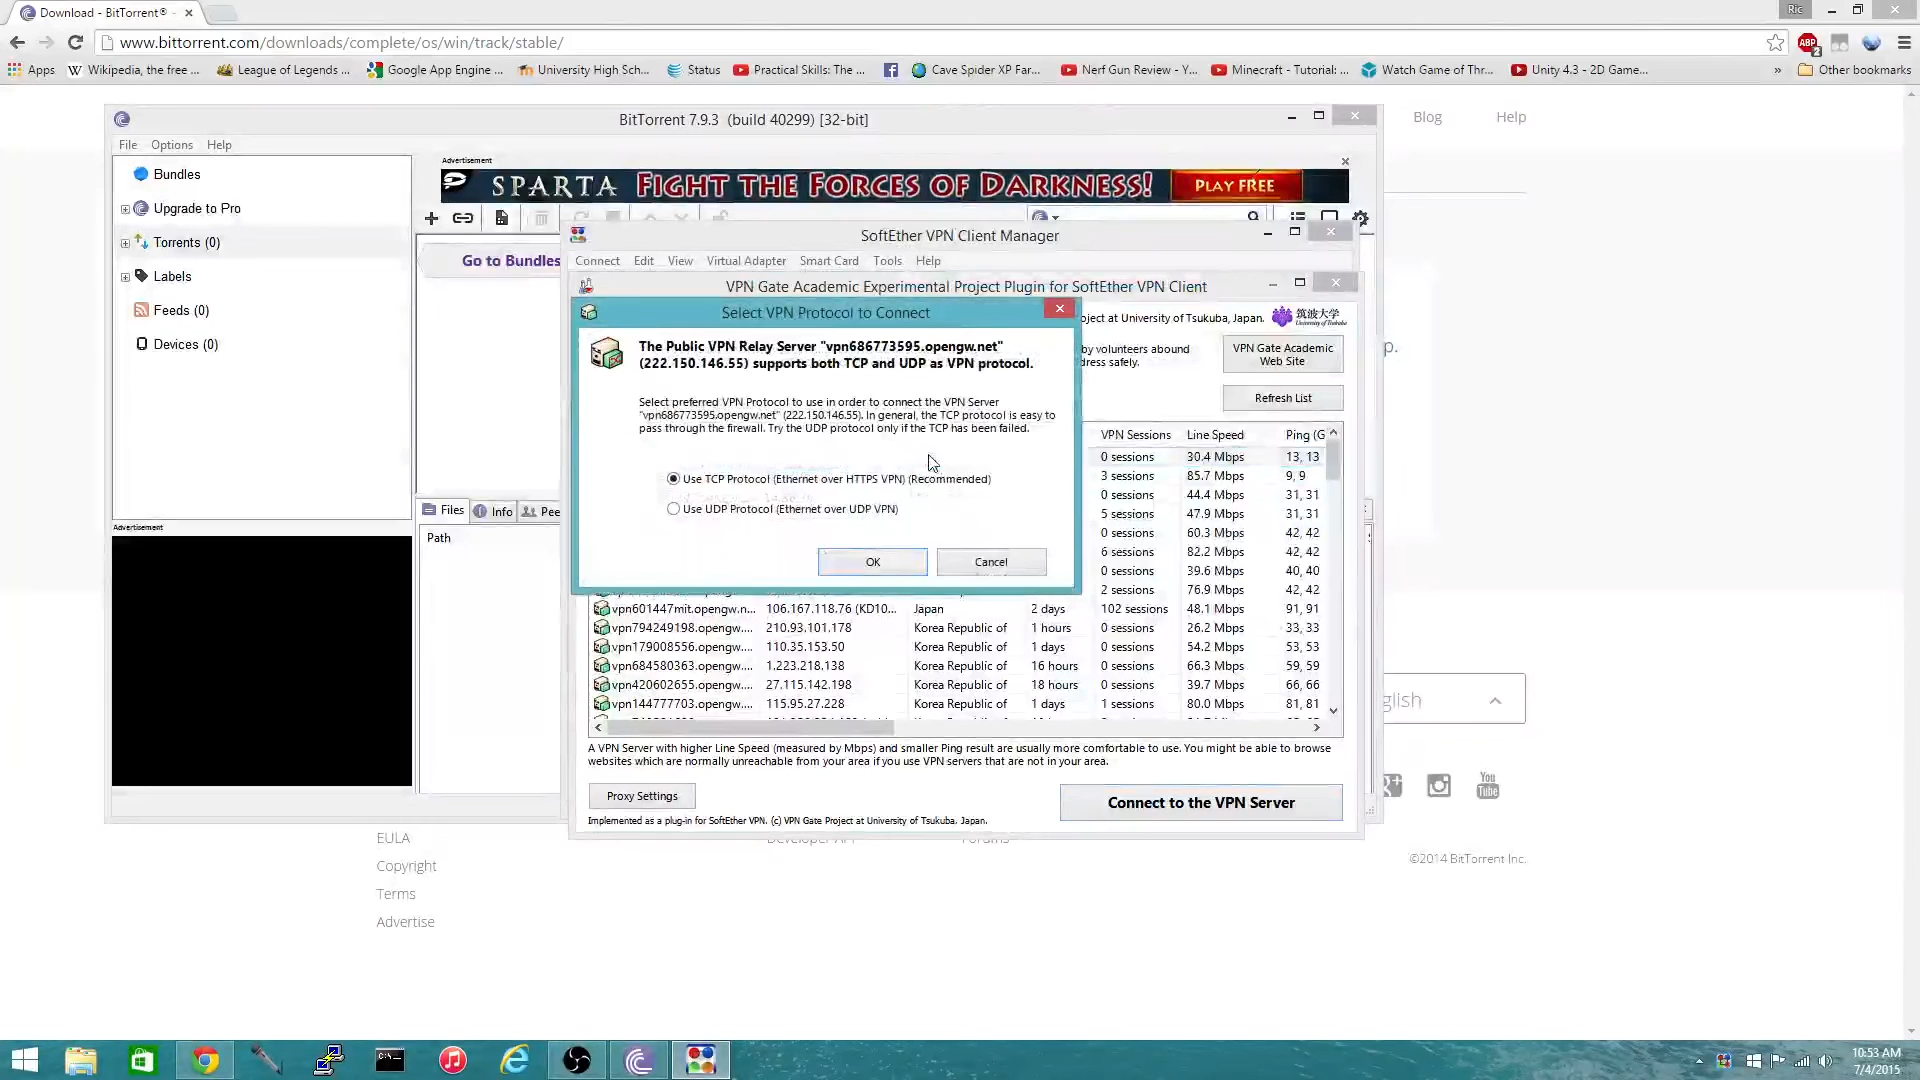 Download - BitTorrent® -
Ric
www.bittorrent.com/downloads/complete/os/win/track/stable/
ABP
2
Apps
Wikipedia, the free ...
League of Legends ...
Google App Engine ...
University High Sch...
Status
Practical Skills: The ...
Cave Spider XP Far...
Nerf Gun Review - Y...
Minecraft - Tutorial: ...
Watch Game of Thr...
Unity 4.3 - 2D Game...
»
Other bookmarks
BitTorrent 7.9.3 (build 40299) [32-bit]
Blog
Help
File
Options
Help
Advertisement
SPARTA FIGHT THE FORCES OF DARKNESS!
PLAY FREE
Bundles
Upgrade to Pro
Torrents (0)
Labels
Feeds (0)
Devices (0)
Go to Bundles
Advertisement
Files
Info
Pee
Path
SoftEther VPN Client Manager
Connect
Edit
View
Virtual Adapter
Smart Card
Tools
Help
VPN Gate Academic Experimental Project Plugin for SoftEther VPN Client
oject at University of Tsukuba, Japan.
筑波大学
University of Tsukuba
by volunteers abound
dress safely.
VPN Gate Academic
Web Site
Refresh List
Select VPN Protocol to Connect
The Public VPN Relay Server "vpn686773595.opengw.net"
(222.150.146.55) supports both TCP and UDP as VPN protocol.
Select preferred VPN Protocol to use in order to connect the VPN Server
"vpn686773595.opengw.net" (222.150.146.55). In general, the TCP protocol is easy to
pass through the firewall. Try the UDP protocol only if the TCP has been failed.
Use TCP Protocol (Ethernet over HTTPS VPN) (Recommended)
Use UDP Protocol (Ethernet over UDP VPN)
OK
Cancel
VPN Sessions Line Speed Ping (G
0 sessions 30.4 Mbps 13, 13
3 sessions 85.7 Mbps 9, 9
0 sessions 44.4 Mbps 31, 31
5 sessions 47.9 Mbps 31, 31
0 sessions 60.3 Mbps 42, 42
6 sessions 82.2 Mbps 42, 42
0 sessions 39.6 Mbps 40, 40
2 sessions 76.9 Mbps 42, 42
vpn601447mit.opengw.n... 106.167.118.76 (KD10... Japan 2 days 102 sessions 48.1 Mbps 91, 91
vpn794249198.opengw.... 210.93.101.178 Korea Republic of 1 hours 0 sessions 26.2 Mbps 33, 33
vpn179008556.opengw.... 110.35.153.50 Korea Republic of 1 days 0 sessions 54.2 Mbps 53, 53
vpn684580363.opengw.... 1.223.218.138 Korea Republic of 16 hours 0 sessions 66.3 Mbps 59, 59
vpn420602655.opengw.... 27.115.142.198 Korea Republic of 18 hours 0 sessions 39.7 Mbps 66, 66
vpn144777703.opengw.... 115.95.27.228 Korea Republic of 1 days 1 sessions 80.0 Mbps 81, 81
A VPN Server with higher Line Speed (measured by Mbps) and smaller Ping result are usually more comfortable to use. You might be able to browse
websites which are normally unreachable from your area if you use VPN servers that are not in your area.
Proxy Settings
Connect to the VPN Server
Implemented as a plug-in for SoftEther VPN. (c) VPN Gate Project at University of Tsukuba, Japan.
p.
glish
You
Tube
EULA
Copyright
Terms
Advertise
Developer API
Forums
©2014 BitTorrent Inc.
10:53 AM
7/4/2015